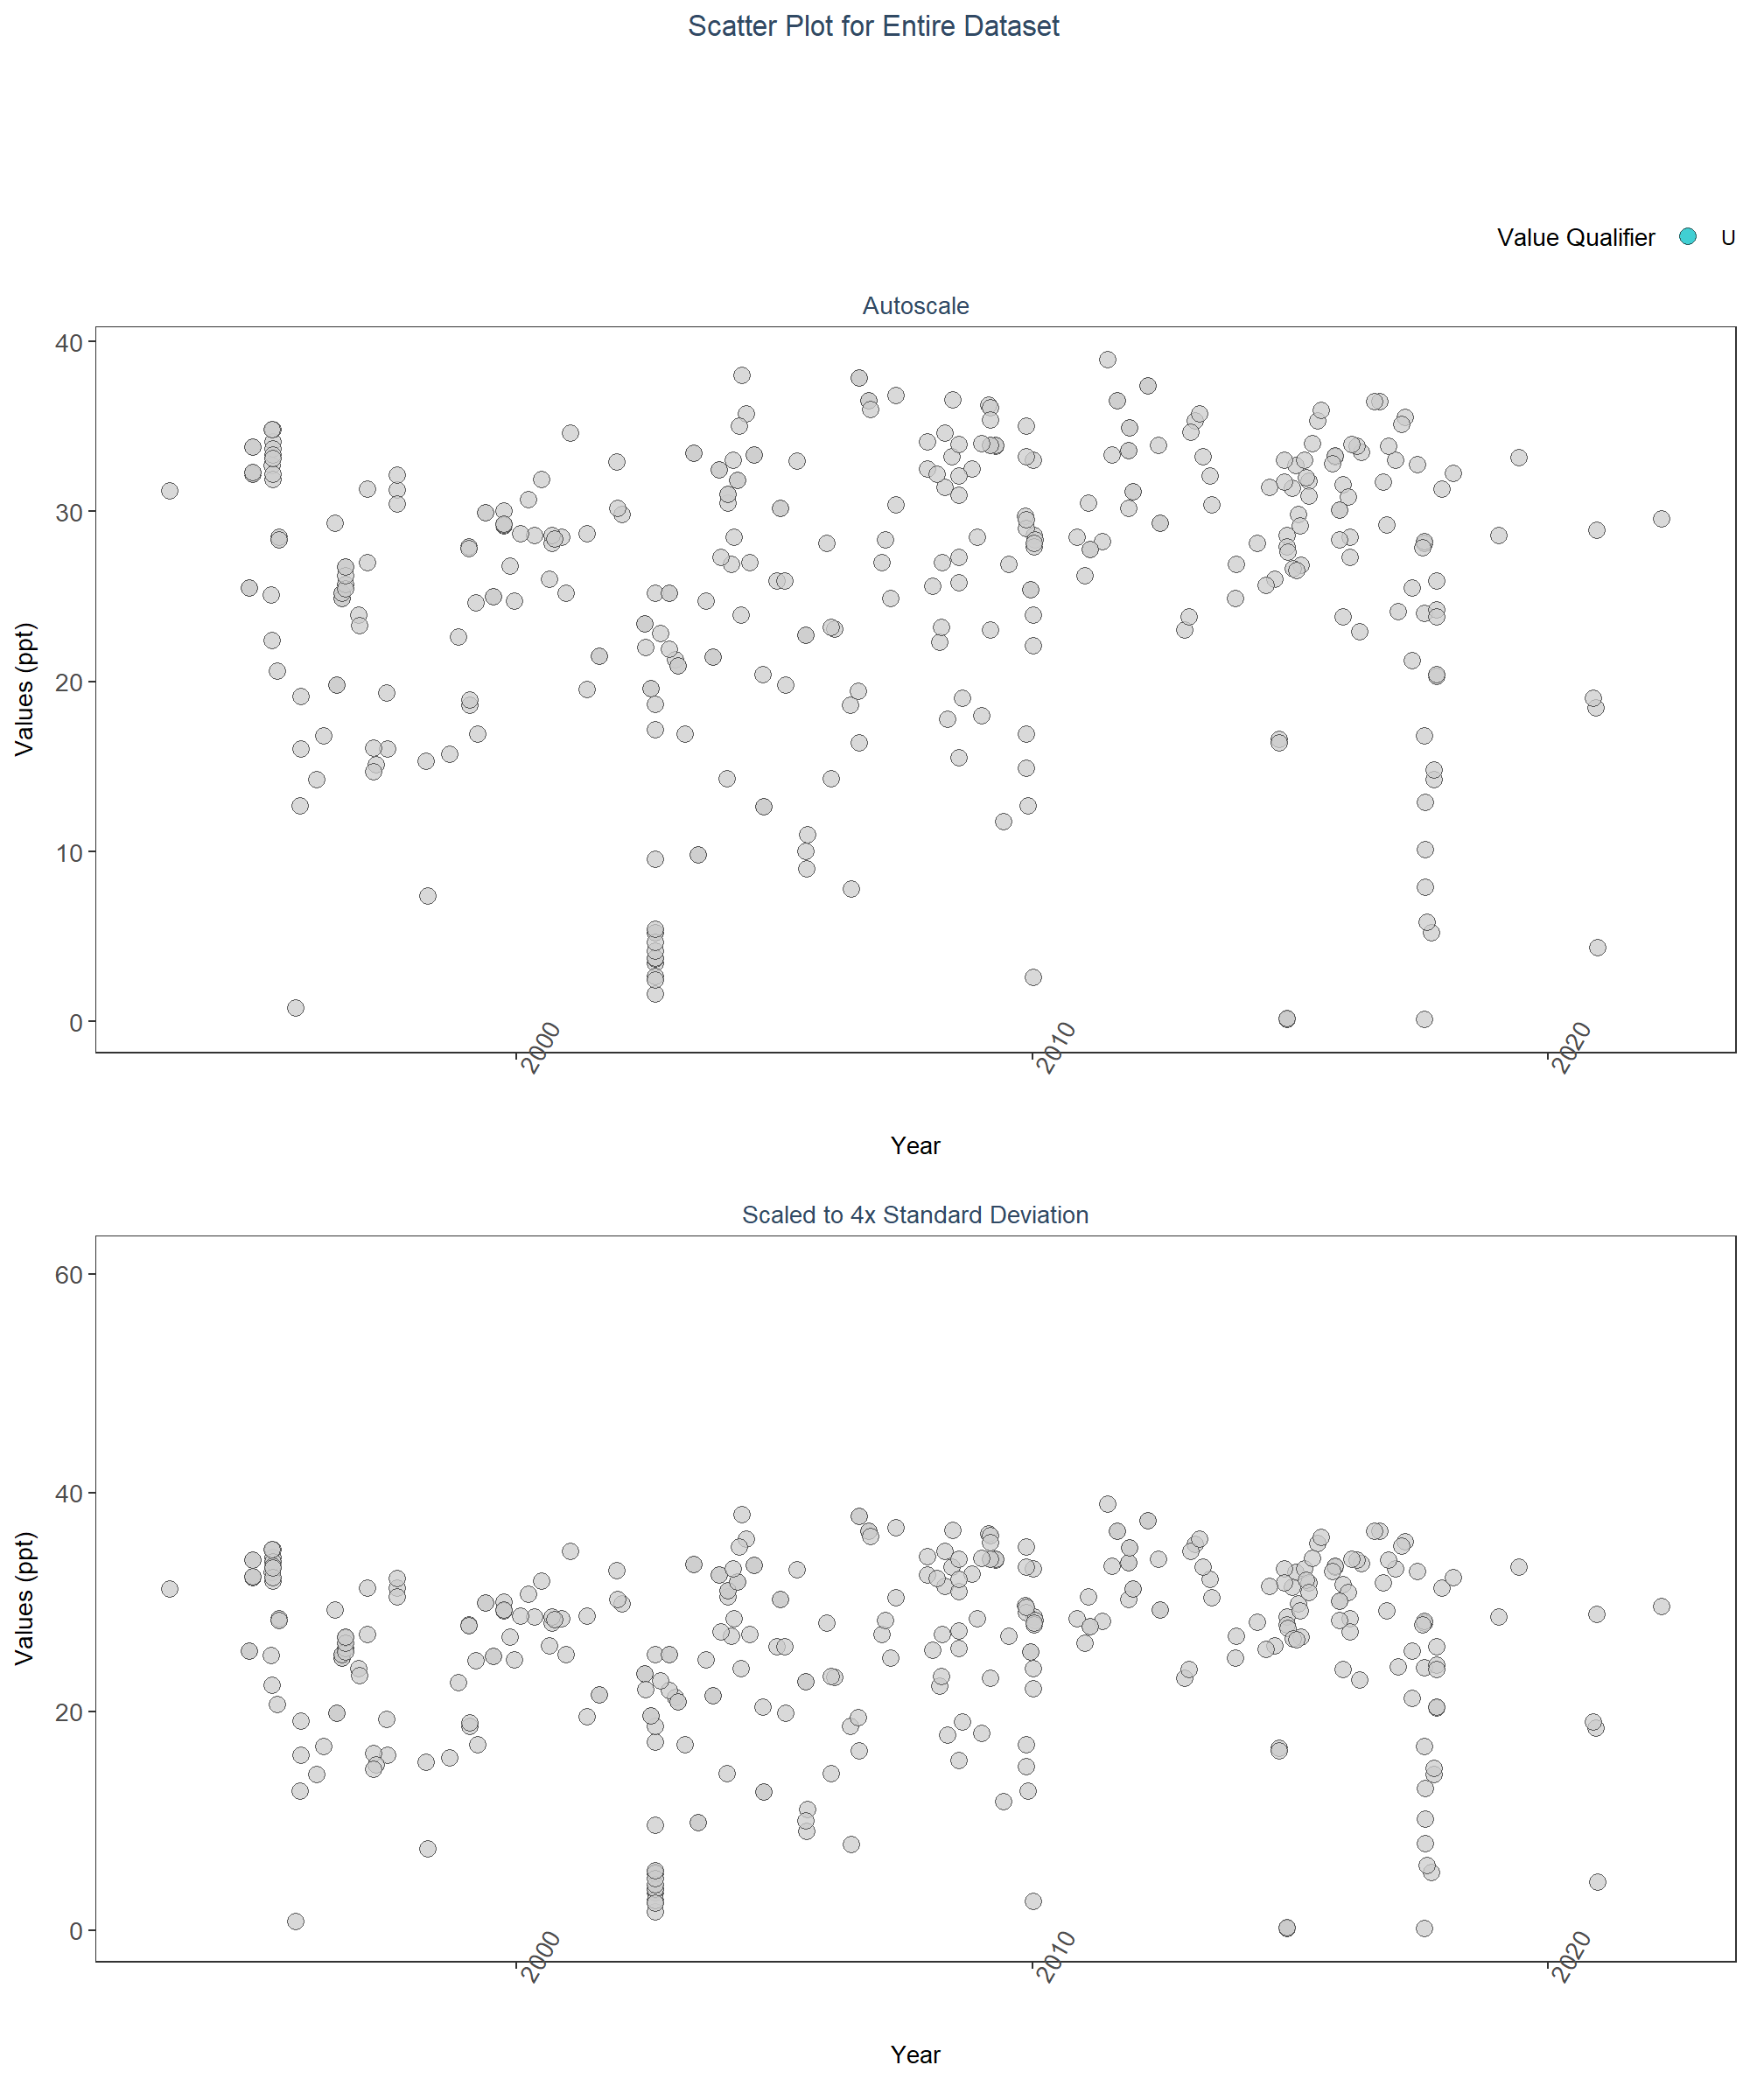 Scatter Plot for Entire Dataset
Value Qualifier U
Autoscale
Values (ppt)
40
30
20
10
0
2000 2010 2020
Year
Scaled to 4x Standard Deviation
Values (ppt)
60
40
20
0
2000 2010 2020
Year